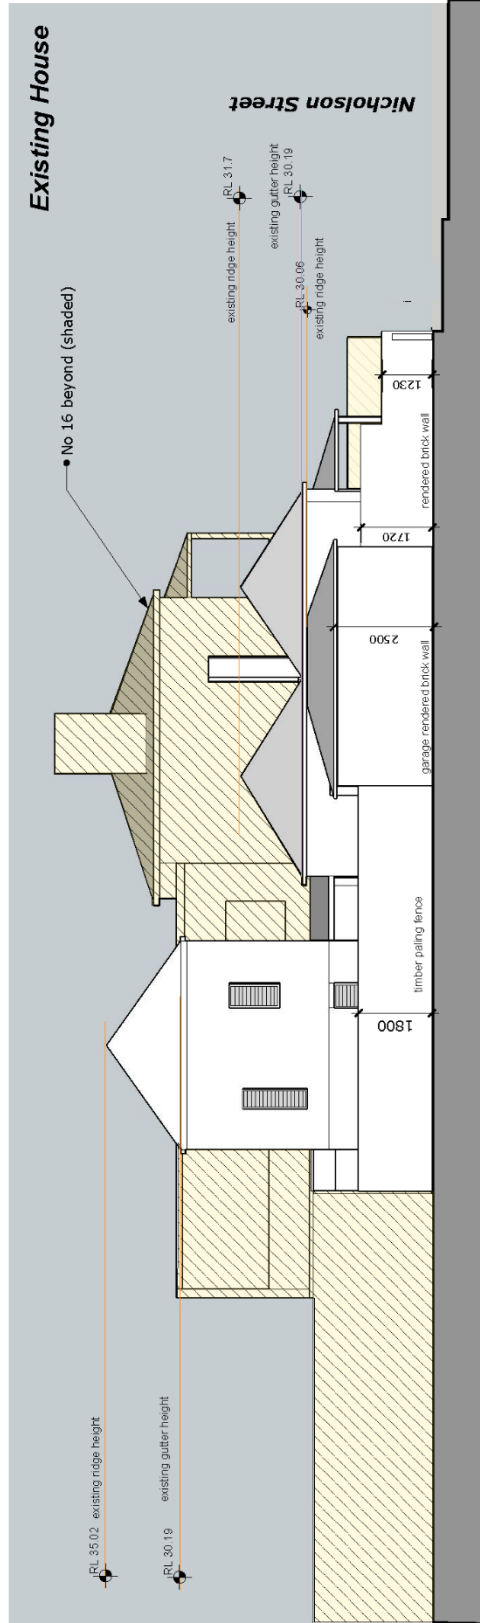 Existing House
Nicholson Street
No 16 beyond (shaded)
RL 31.7
existing ridge height
existing gutter height
RL 30.19
RL 30.06
existing ridge height
1230
rendered brick wall
1720
2500
garage rendered brick wall
timber paling fence
1800
RL 35.02 existing ridge height
existing gutter height
RL 30.19